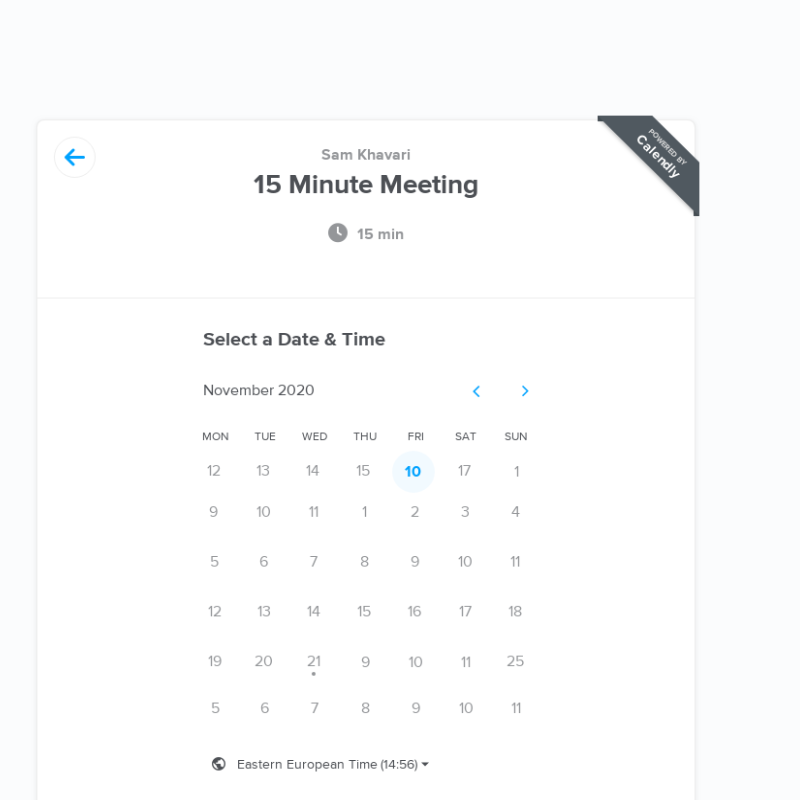 POWERED BY
Calendly
Sam Khavari
15 Minute Meeting
15 min
Select a Date & Time
November 2020
MON TUE WED THU FRI SAT SUN
12 13 14 15 10 17 1
9 10 11 1 2 3 4
5 6 7 8 9 10 11
12 13 14 15 16 17 18
19 20 21 9 10 11 25
5 6 7 8 9 10 11
Eastern European Time (14:56)